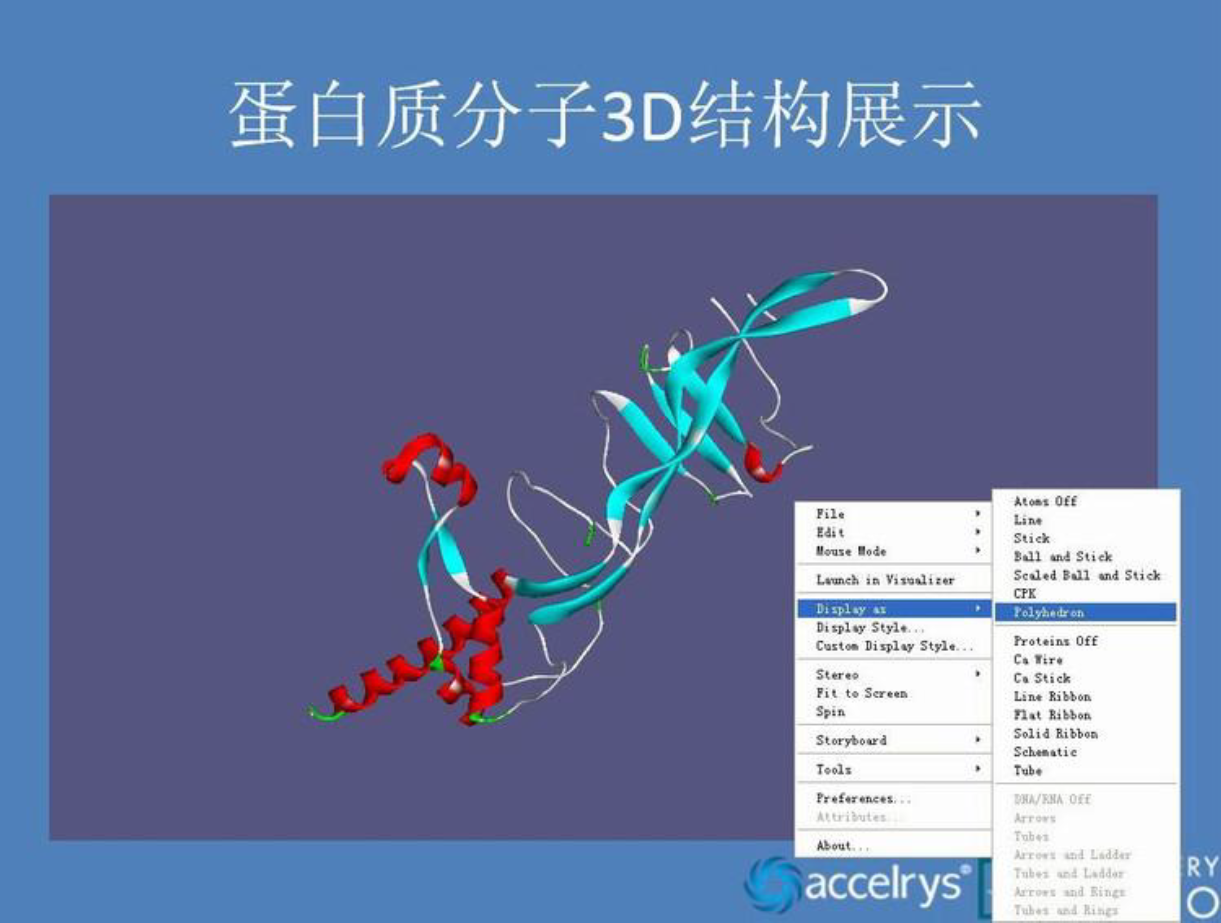 蛋白质分子3D结构展示
File
Edit
Mouse Mode
Launch in Visualizer
Display as
Display Style...
Custom Display Style...
Stereo
Fit to Screen
Spin
Storyboard
Tools
Preferences...
Attributes...
About...
Atoms Off
Line
Stick
Ball and Stick
Scaled Ball and Stick
CPK
Polyhedron
Proteins Off
Ca Wire
Ca Stick
Line Ribbon
Flat Ribbon
Solid Ribbon
Schematic
Tube
DNA/RNA Off
Arrows
Tubes
Arrows and Ladder
Tubes and Ladder
Arrows and Rings
Tubes and Rings
accelrys®
RY
O